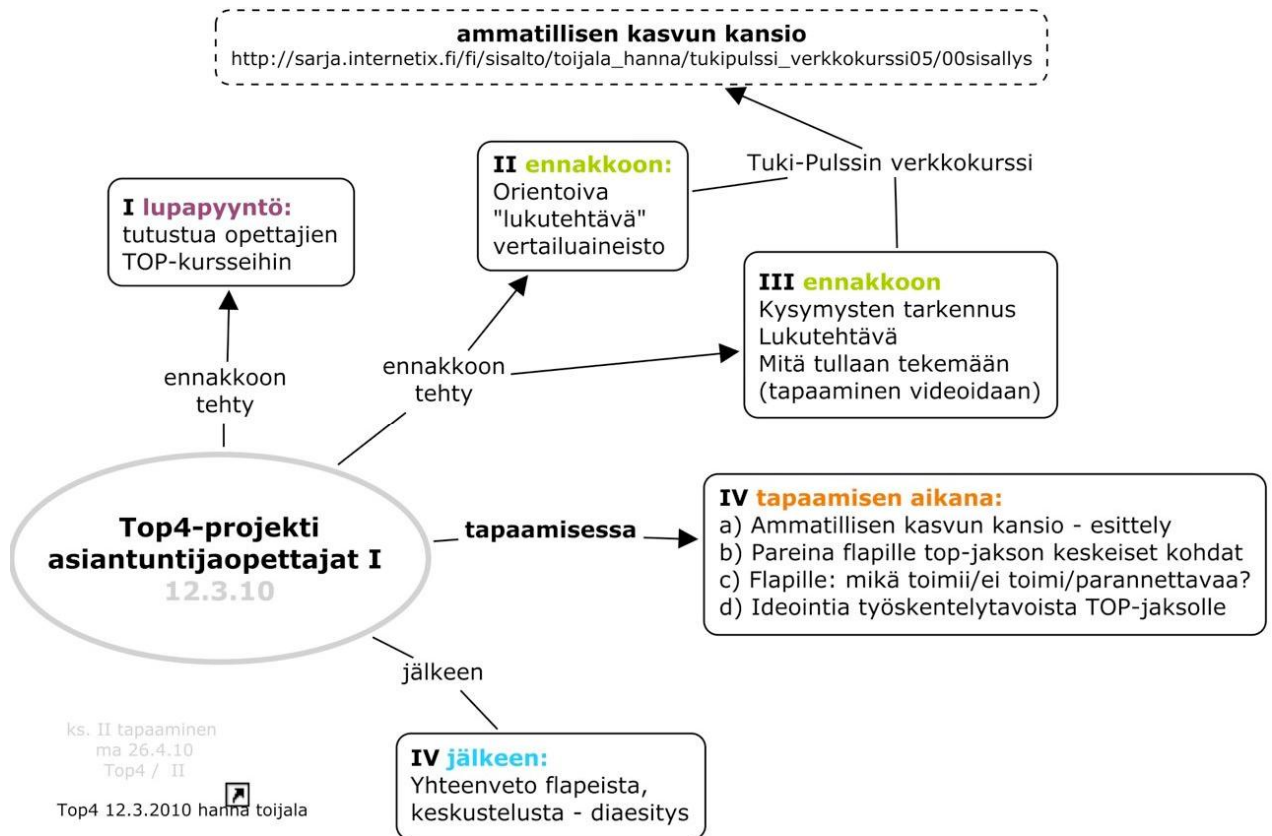 ammatillisen kasvun kansio
http://sarja.internetix.fi/fi/sisalto/toijala_hanna/tukipulssi_verkkokurssi05/00sisallys
II ennakkoon:
Orientoiva
"lukutehtävä"
vertailuaineisto
Tuki-Pulssin verkkokurssi
I lupapyyntö:
tutustua opettajien
TOP-kursseihin
III ennakkoon
Kysymysten tarkennus
Lukutehtävä
Mitä tullaan tekemään
(tapaaminen videoidaan)
ennakkoon
tehty
ennakkoon
tehty
Top4-projekti
asiantuntijaopettajat I
12.3.10
tapaamisessa
IV tapaamisen aikana:
a) Ammatillisen kasvun kansio - esittely
b) Pareina flapille top-jakson keskeiset kohdat
c) Flapille: mikä toimii/ei toimi/parannettavaa?
d) Ideointia työskentelytavoista TOP-jaksolle
jälkeen
IV jälkeen:
Yhteenveto flapeista,
keskustelusta - diaesitys
ks. II tapaaminen
ma 26.4.10
Top4 / II
Top4 12.3.2010 hanna toijala